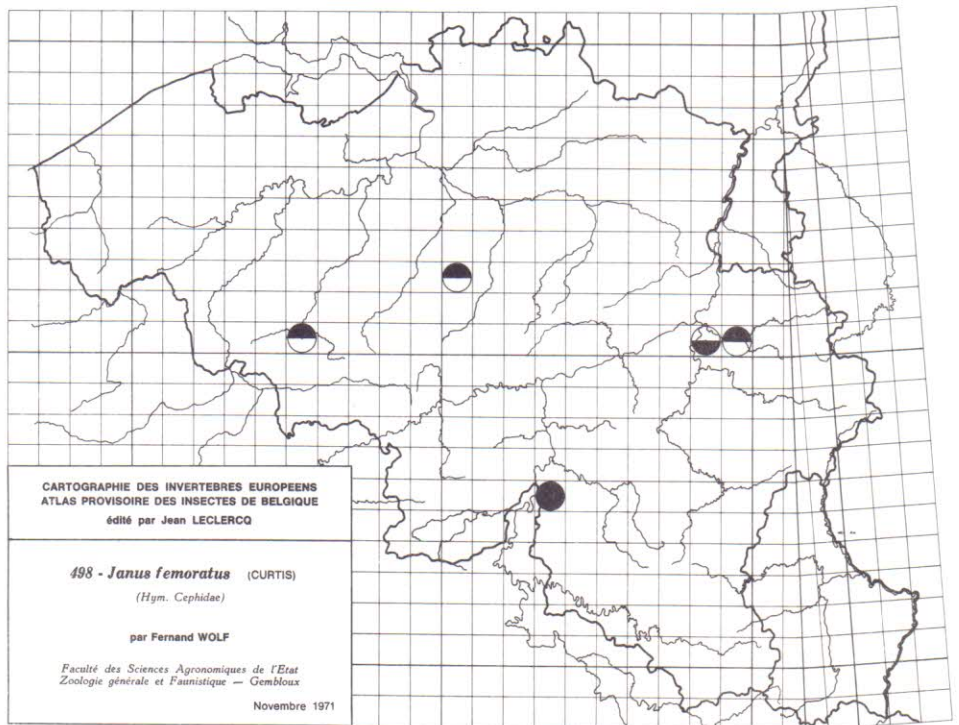 CARTOGRAPHIE DES INVERTEBRES EUROPEENS
ATLAS PROVISOIRE DES INSECTES DE BELGIQUE
édité par Jean LECLERCQ
498 - Janus femoratus (CURTIS)
(Hym. Cephidae)
par Fernand WOLF
Faculté des Sciences Agronomiques de l'Etat
Zoologie générale et Faunistique — Gembloux
Novembre 1971